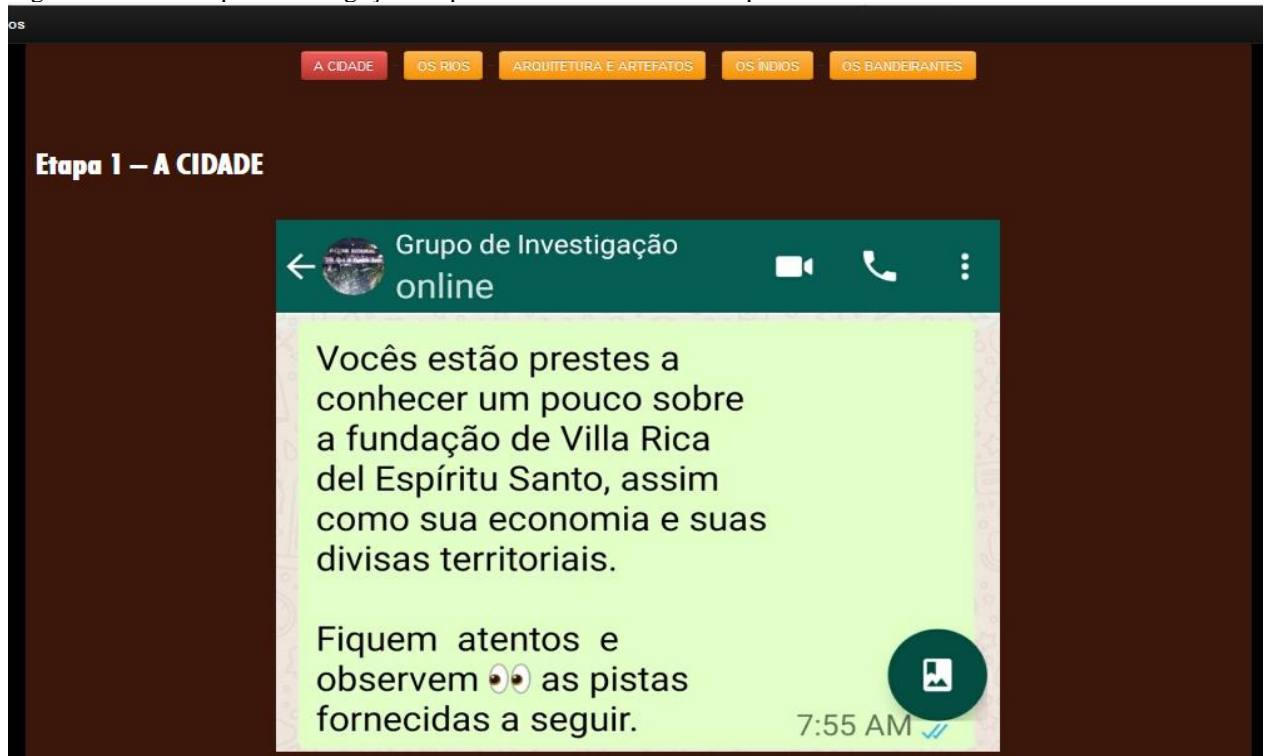 os
A CIDADE OS RIOS ARQUITETURA E ARTEFATOS OS ÍNDIOS OS BANDEIRANTES
Etapa 1 – A CIDADE
Grupo de Investigação
online
Vocês estão prestes a
conhecer um pouco sobre
a fundação de Villa Rica
del Espíritu Santo, assim
como sua economia e suas
divisas territoriais.
Fiquem atentos e
observem 👀 as pistas
fornecidas a seguir.
7:55 AM